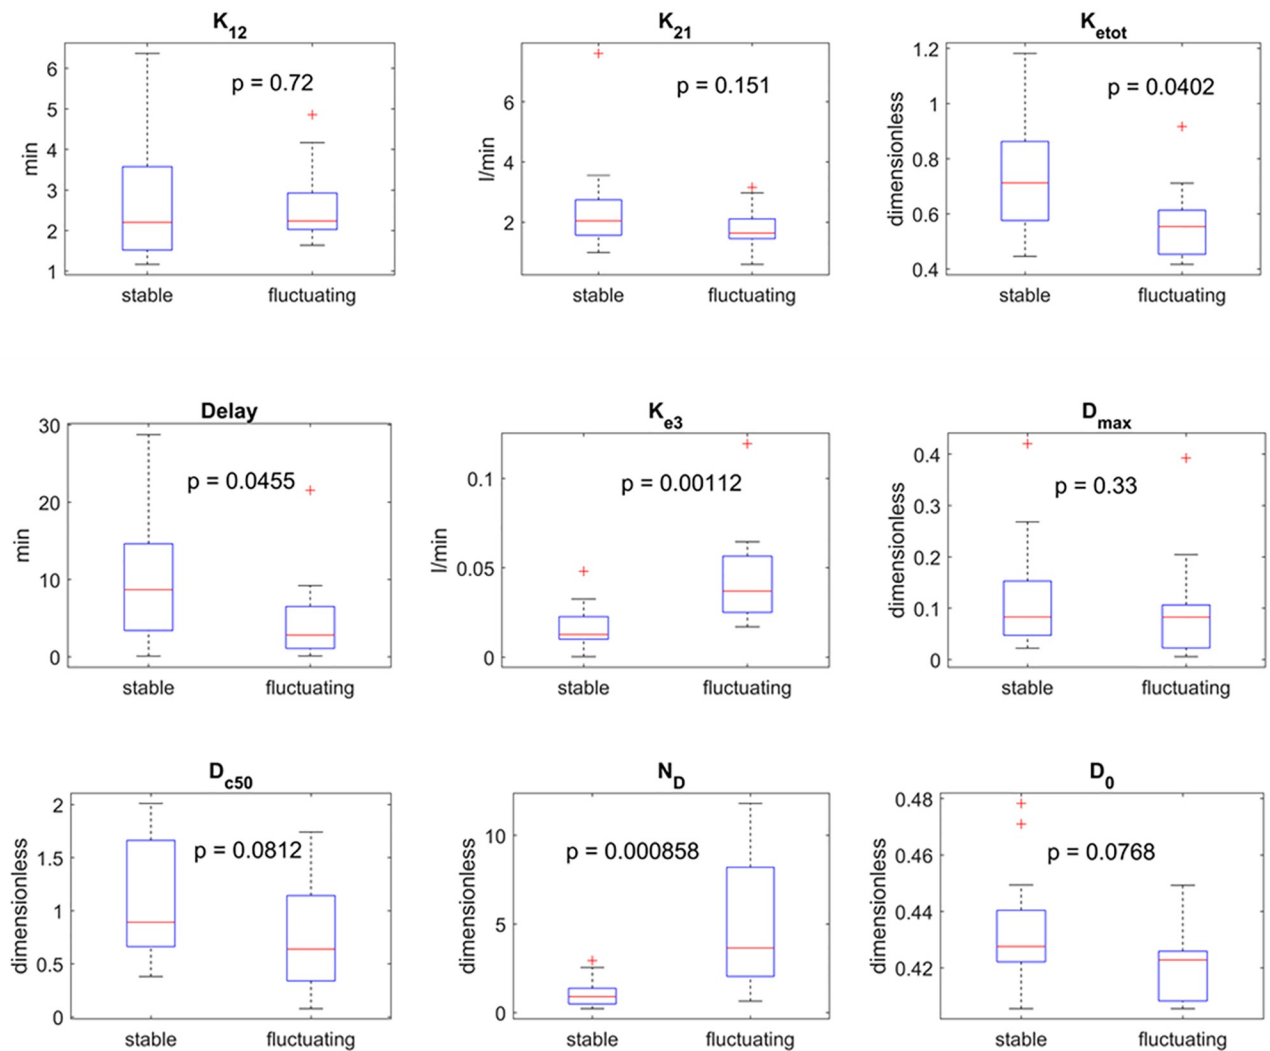 K12
p = 0.72
min
6
5
4
3
2
1
stable fluctuating
K21
p = 0.151
l/min
6
4
2
stable fluctuating
Ketot
p = 0.0402
dimensionless
1.2
1
0.8
0.6
0.4
stable fluctuating
Delay
p = 0.0455
min
30
20
10
0
stable fluctuating
Ke3
p = 0.00112
l/min
0.1
0.05
0
stable fluctuating
Dmax
p = 0.33
dimensionless
0.4
0.3
0.2
0.1
0
stable fluctuating
Dc50
p = 0.0812
dimensionless
2
1.5
1
0.5
0
stable fluctuating
ND
p = 0.000858
dimensionless
10
5
0
stable fluctuating
D0
p = 0.0768
dimensionless
0.48
0.46
0.44
0.42
stable fluctuating